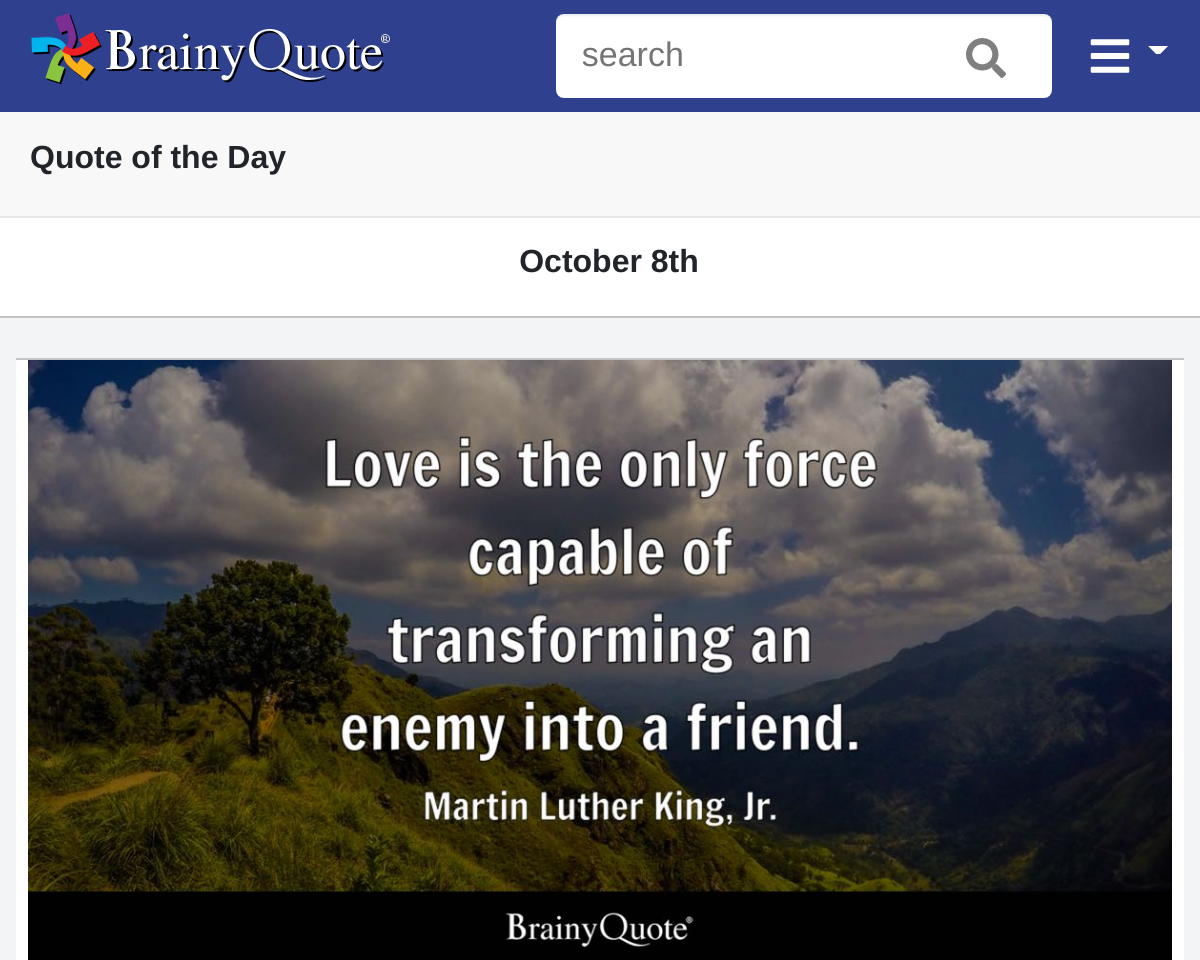 BrainyQuote®
search
Quote of the Day
October 8th
Love is the only force
capable of
transforming an
enemy into a friend.
Martin Luther King, Jr.
BrainyQuote®